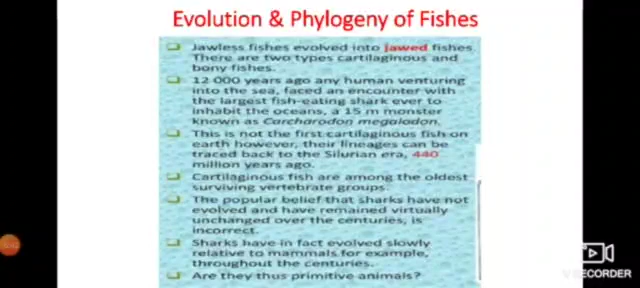 Evolution & Phylogeny of Fishes
Jawless fishes evolved into jawed fishes.
There are two types cartilaginous and
bony fishes.
12 000 years ago any human venturing
into the sea, faced an encounter with
the largest fish-eating shark ever to
inhabit the oceans, a 15 m monster
known as Carcharodon megalodon.
This is not the first cartilaginous fish on
earth however, their lineages can be
traced back to the Silurian era, 440
million years ago.
Cartilaginous fish are among the oldest
surviving vertebrate groups.
The popular belief that sharks have not
evolved and have remained virtually
unchanged over the centuries, is
incorrect.
Sharks have in fact evolved slowly
relative to mammals for example,
throughout the centuries.
Are they thus primitive animals?
RECORDER